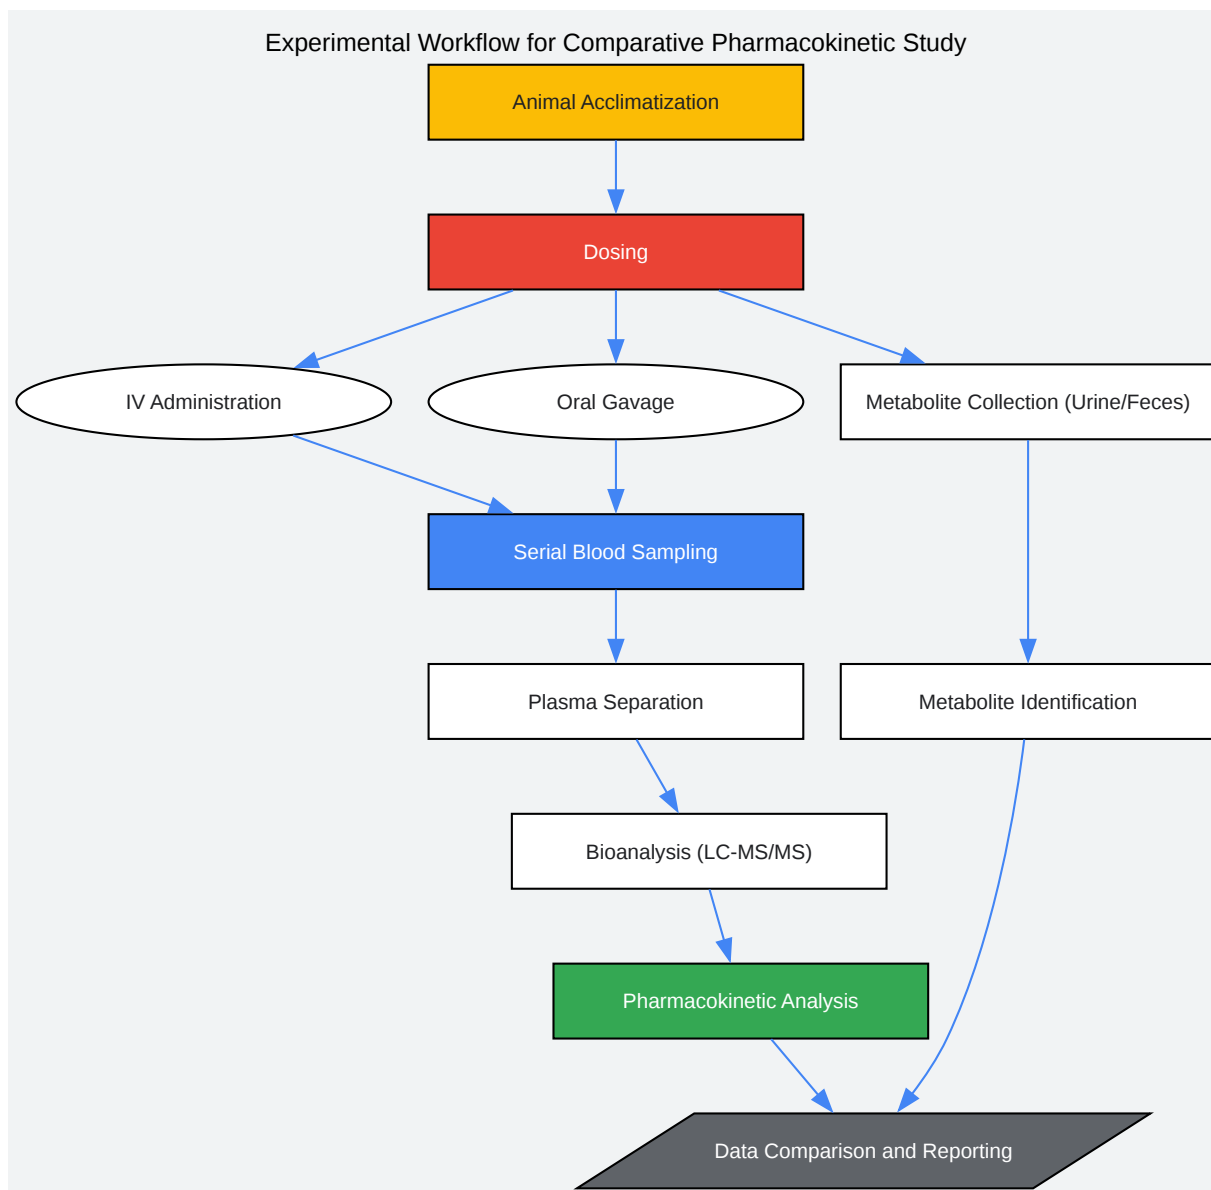 Experimental Workflow for Comparative Pharmacokinetic Study
Animal Acclimatization
Dosing
IV Administration
Oral Gavage
Metabolite Collection (Urine/Feces)
Serial Blood Sampling
Plasma Separation
Metabolite Identification
Bioanalysis (LC-MS/MS)
Pharmacokinetic Analysis
Data Comparison and Reporting